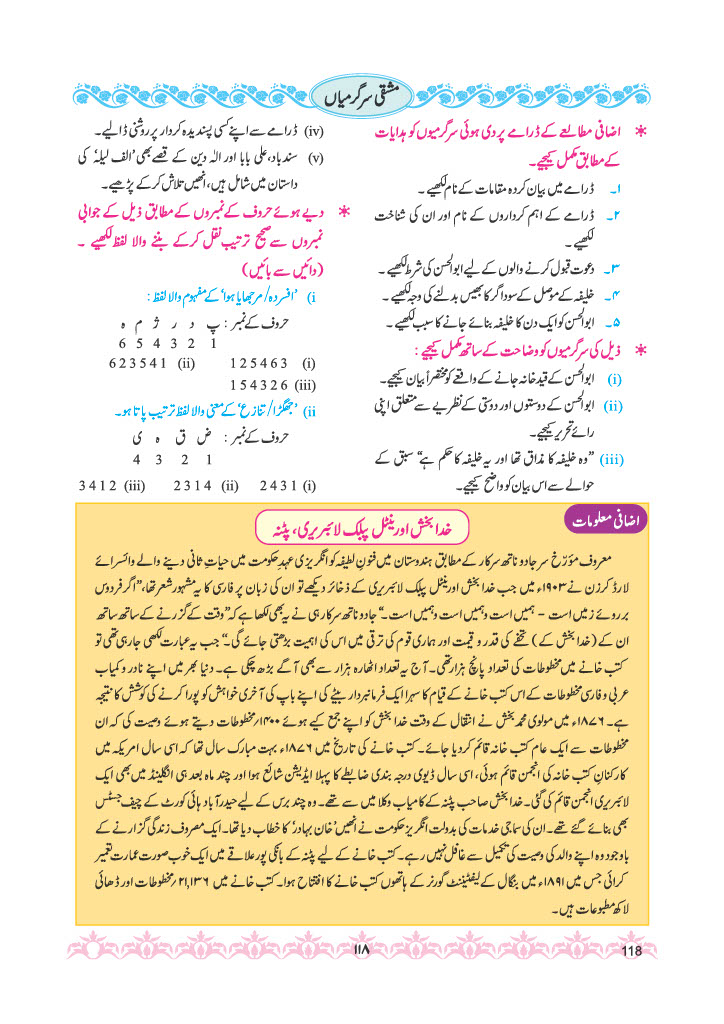 مشقی سرگرمیاں
* اضافی مطالعے کے ڈرامے پر دی ہوئی سرگرمیوں کو ہدایات
کے مطابق مکمل کیجیے۔
۱۔ ڈرامے میں بیان کردہ مقامات کے نام لکھیے۔
۲۔ ڈرامے کے اہم کرداروں کے نام اور ان کی شناخت
لکھیے۔
۳۔ دعوت قبول کرنے والوں کے لیے ابوالحسن کی شرط لکھیے۔
۴۔ خلیفہ کے موصل کے سوداگر کا بھیس بدلنے کی وجہ لکھیے۔
۵۔ ابوالحسن کو ایک دن کا خلیفہ بنائے جانے کا سبب لکھیے۔
* ذیل کی سرگرمیوں کو وضاحت کے ساتھ مکمل کیجیے:
(i) ابوالحسن کے قید خانہ جانے کے واقعے کو مختصراً بیان کیجیے۔
(ii) ابوالحسن کے دوستوں اور دوستی کے نظریے سے متعلق اپنی
رائے تحریر کیجیے۔
(iii) ”وہ خلیفہ کا مذاق تھا اور یہ خلیفہ کا حکم ہے“ سبق کے
حوالے سے اس بیان کو واضح کیجیے۔
(iv) ڈرامے سے اپنے کسی پسندیدہ کردار پر روشنی ڈالیے۔
(v) سندباد، علی بابا اور الہٰ دین کے قصے بھی ’الف لیلہ‘ کی
داستان میں شامل ہیں، انھیں تلاش کر کے پڑھیے۔
* دیے ہوئے حروف کے نمبروں کے مطابق ذیل کے جوابی
نمبروں سے صحیح ترتیب نقل کر کے بننے والا لفظ لکھیے۔
(دائیں سے بائیں)
(i ’افسردہ/ مرجھایا ہوا‘ کے مفہوم والا لفظ:
حروف کے نمبر: پ د ر ژ م ہ
1 2 3 4 5 6
(i) 125463 (ii) 623541
(iii) 154326
(ii ’جھگڑا/ تنازع‘ کے معنی والا لفظ ترتیب پاتا ہو۔
حروف کے نمبر: ض ق ہ ی
1 2 3 4
(i) 2431 (ii) 2314 (iii) 3412
اضافی معلومات
خدا بخش اورینٹل پبلک لائبریری، پٹنہ
معروف مؤرّخ سر جادو ناتھ سرکار کے مطابق ہندوستان میں فنونِ لطیفہ کو انگریزی عہدِ حکومت میں حیاتِ ثانی دینے والے وائسرائے
لارڈ کرزن نے ۱۹۰۳ء میں جب خدا بخش اورینٹل پبلک لائبریری کے ذخائر دیکھے تو ان کی زبان پر فارسی کا یہ مشہور شعر تھا، ”اگر فردوس
بر روئے زمیں است - ہمیں است و ہمیں است و ہمیں است۔“ جادو ناتھ سرکار ہی نے یہ بھی لکھا ہے کہ ”وقت کے گزرنے کے ساتھ ساتھ
ان کے (خدا بخش کے) تحفے کی قدر و قیمت اور ہماری قوم کی ترقی میں اس کی اہمیت بڑھتی جائے گی۔“ جب یہ عبارت لکھی جا رہی تھی تو
کتب خانے میں مخطوطات کی تعداد پانچ ہزار تھی۔ آج یہ تعداد اٹھارہ ہزار سے بھی آگے بڑھ چکی ہے۔ دنیا بھر میں اپنے نادر و کمیاب
عربی و فارسی مخطوطات کے اس کتب خانے کے قیام کا سہرا ایک فرمانبردار بیٹے کی اپنے باپ کی آخری خواہش کو پورا کرنے کی کوشش کا نتیجہ
ہے۔ ۱۸۷۶ء میں مولوی محمد بخش نے انتقال کے وقت خدا بخش کو اپنے جمع کیے ہوئے ۱۴۰۰؍ مخطوطات دیتے ہوئے وصیت کی کہ ان
مخطوطات سے ایک عام کتب خانہ قائم کر دیا جائے۔ کتب خانے کی تاریخ میں ۱۸۷۶ء بہت مبارک سال تھا کہ اسی سال امریکہ میں
کارکنانِ کتب خانہ کی انجمن قائم ہوئی، اسی سال ڈیوی درجہ بندی ضابطے کا پہلا ایڈیشن شائع ہوا اور چند ماہ بعد ہی انگلینڈ میں بھی ایک
لائبریری انجمن قائم کی گئی۔ خدا بخش صاحب پٹنہ کے کامیاب وکلا میں سے تھے۔ وہ چند برس کے لیے حیدرآباد ہائی کورٹ کے چیف جسٹس
بھی بنائے گئے تھے۔ ان کی سماجی خدمات کی بدولت انگریز حکومت نے انھیں ’خان بہادر‘ کا خطاب دیا تھا۔ ایک مصروف زندگی گزارنے کے
باوجود وہ اپنے والد کی وصیت کی تکمیل سے غافل نہیں رہے۔ کتب خانے کے لیے پٹنہ کے بانکی پور علاقے میں ایک خوب صورت عمارت تعمیر
کرائی جس میں ۱۸۹۱ء میں بنگال کے لیفٹیننٹ گورنر کے ہاتھوں کتب خانے کا افتتاح ہوا۔ کتب خانے میں ۲۱,۱۳۶؍ مخطوطات اور ڈھائی
لاکھ مطبوعات ہیں۔
۱۱۸
118